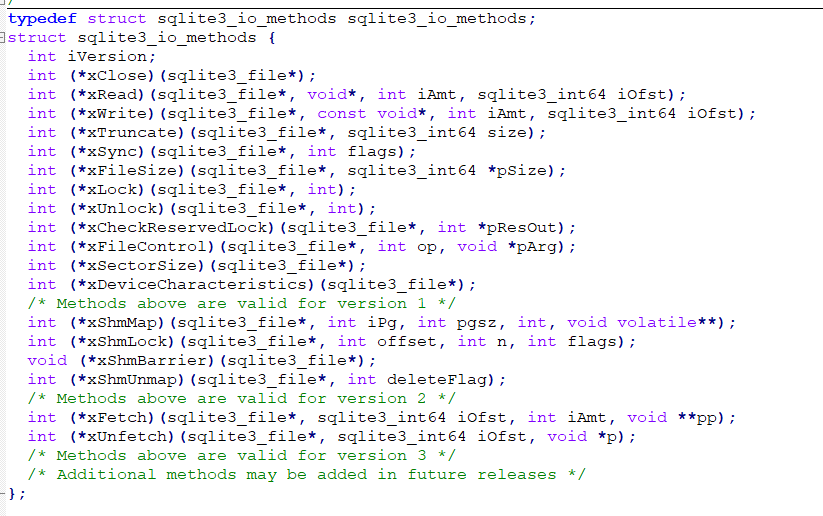 typedef struct sqlite3_io_methods sqlite3_io_methods;
struct sqlite3_io_methods {
  int iVersion;
  int (*xClose)(sqlite3_file*);
  int (*xRead)(sqlite3_file*, void*, int iAmt, sqlite3_int64 iOfst);
  int (*xWrite)(sqlite3_file*, const void*, int iAmt, sqlite3_int64 iOfst);
  int (*xTruncate)(sqlite3_file*, sqlite3_int64 size);
  int (*xSync)(sqlite3_file*, int flags);
  int (*xFileSize)(sqlite3_file*, sqlite3_int64 *pSize);
  int (*xLock)(sqlite3_file*, int);
  int (*xUnlock)(sqlite3_file*, int);
  int (*xCheckReservedLock)(sqlite3_file*, int *pResOut);
  int (*xFileControl)(sqlite3_file*, int op, void *pArg);
  int (*xSectorSize)(sqlite3_file*);
  int (*xDeviceCharacteristics)(sqlite3_file*);
  /* Methods above are valid for version 1 */
  int (*xShmMap)(sqlite3_file*, int iPg, int pgsz, int, void volatile**);
  int (*xShmLock)(sqlite3_file*, int offset, int n, int flags);
  void (*xShmBarrier)(sqlite3_file*);
  int (*xShmUnmap)(sqlite3_file*, int deleteFlag);
  /* Methods above are valid for version 2 */
  int (*xFetch)(sqlite3_file*, sqlite3_int64 iOfst, int iAmt, void **pp);
  int (*xUnfetch)(sqlite3_file*, sqlite3_int64 iOfst, void *p);
  /* Methods above are valid for version 3 */
  /* Additional methods may be added in future releases */
};